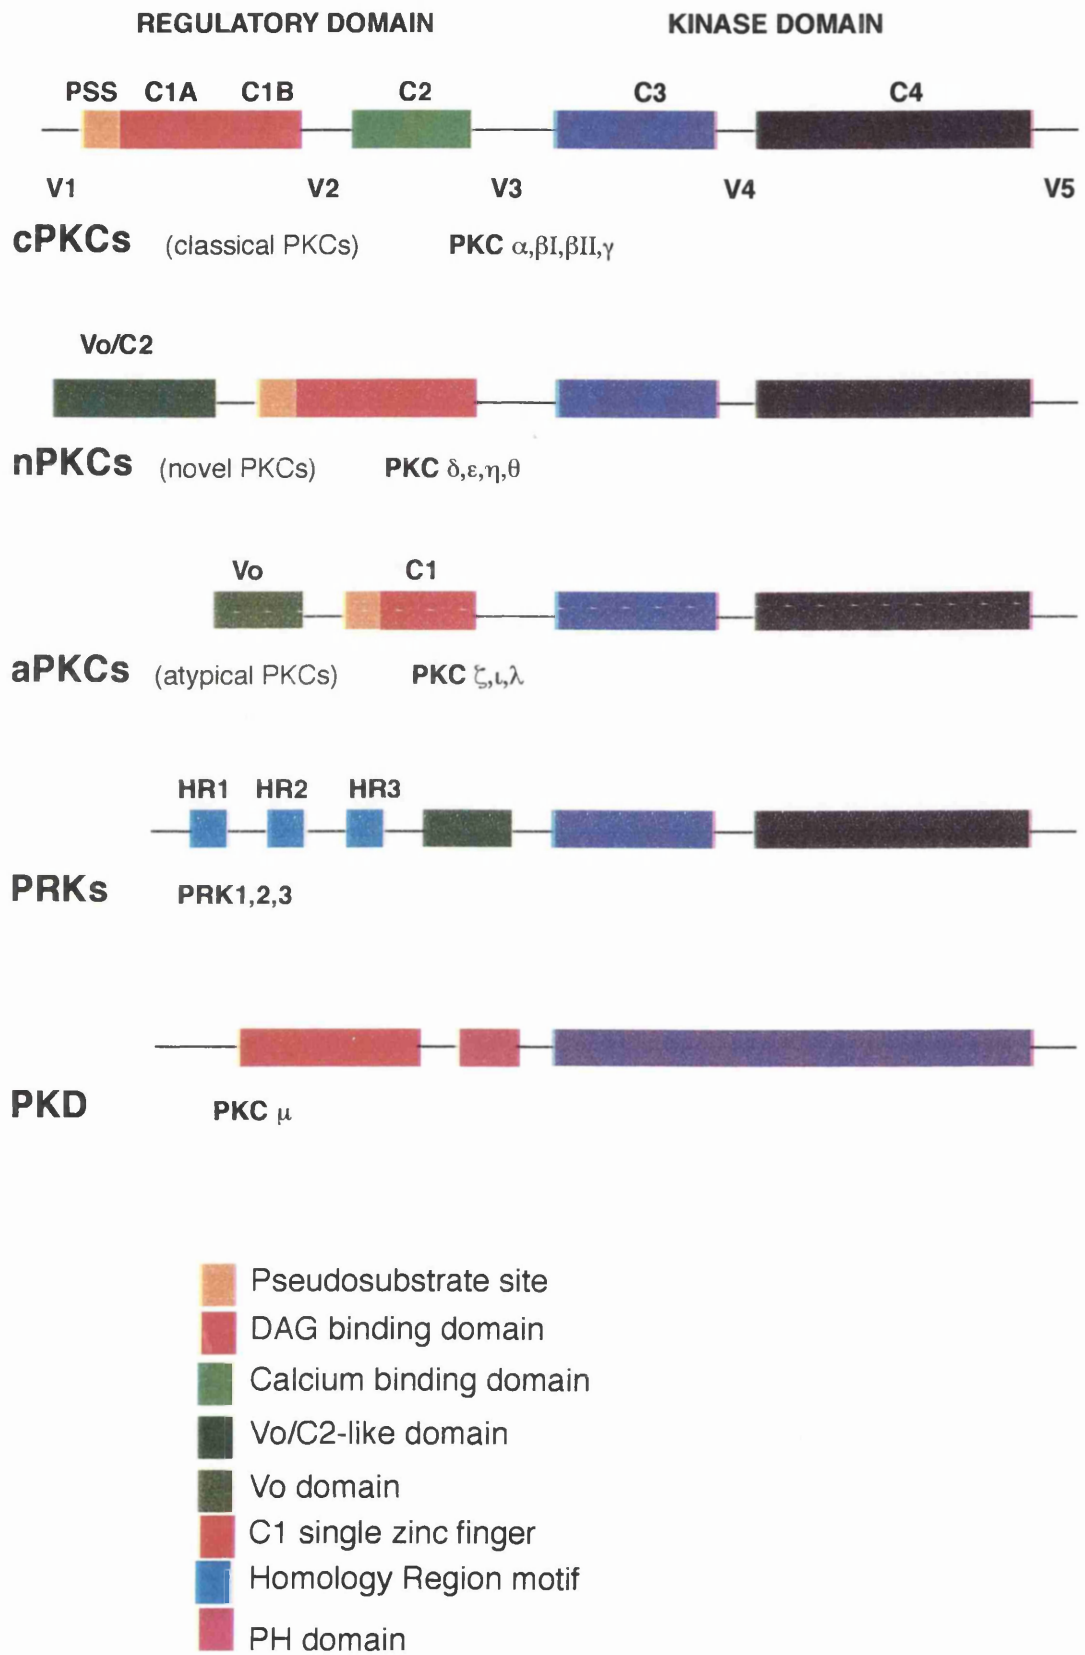 REGULATORY DOMAIN KINASE DOMAIN
PSS C1A C1B C2 C3 C4
V1 V2 V3 V4 V5
cPKCs (classical PKCs) PKC α,βI,βII,γ
Vo/C2
nPKCs (novel PKCs) PKC δ,ε,η,θ
Vo C1
aPKCs (atypical PKCs) PKC ζ,ι,λ
HR1 HR2 HR3
PRKs PRK1,2,3
PKD PKC μ
Pseudosubstrate site
DAG binding domain
Calcium binding domain
Vo/C2-like domain
Vo domain
C1 single zinc finger
Homology Region motif
PH domain